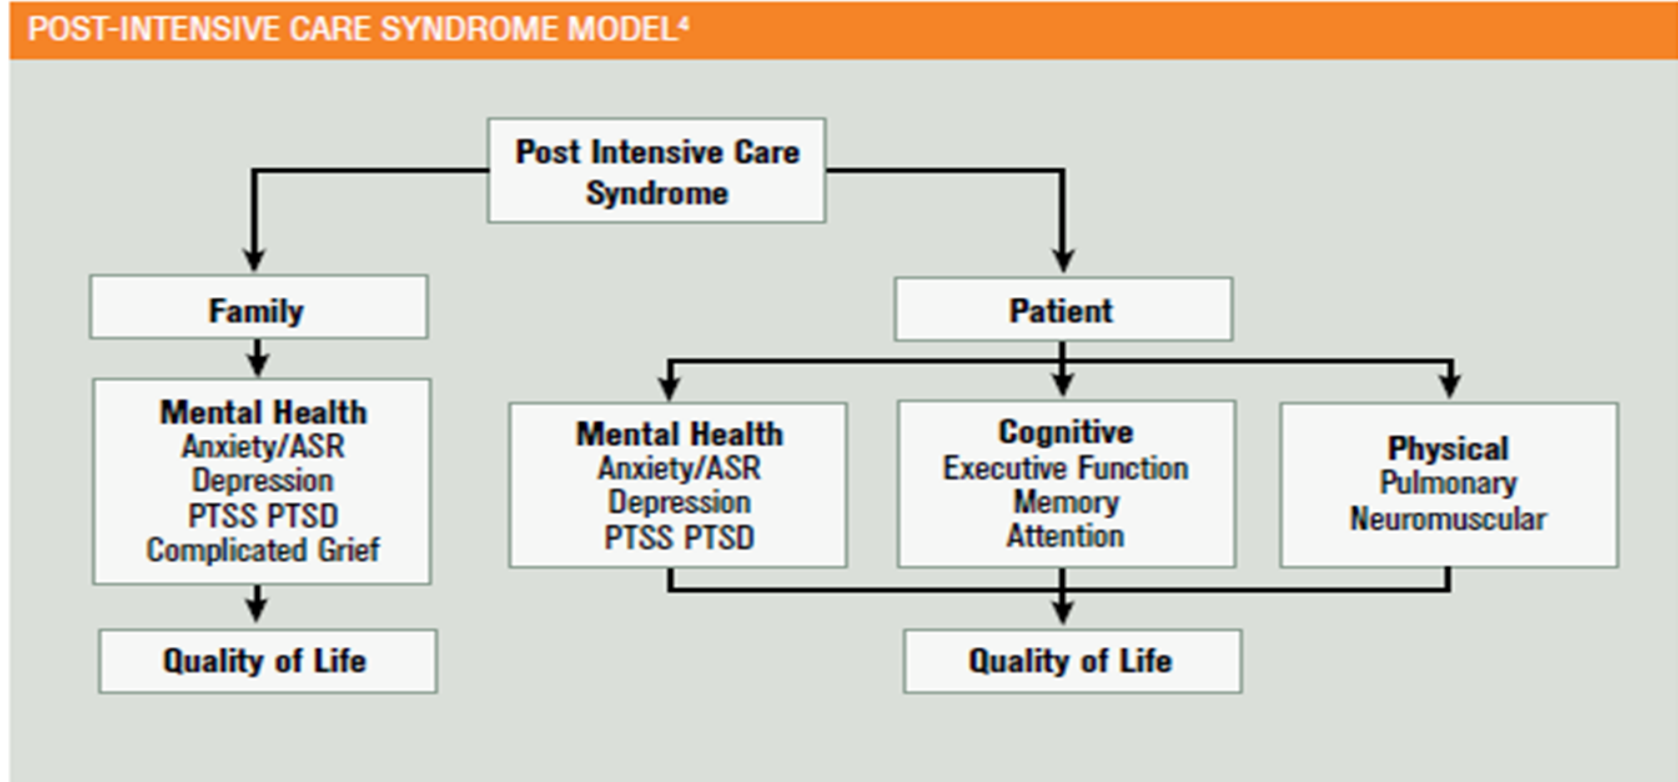 POST-INTENSIVE CARE SYNDROME MODEL⁴
Post Intensive Care
Syndrome
Family
Patient
Mental Health
Anxiety/ASR
Depression
PTSS PTSD
Complicated Grief
Mental Health
Anxiety/ASR
Depression
PTSS PTSD
Cognitive
Executive Function
Memory
Attention
Physical
Pulmonary
Neuromuscular
Quality of Life
Quality of Life